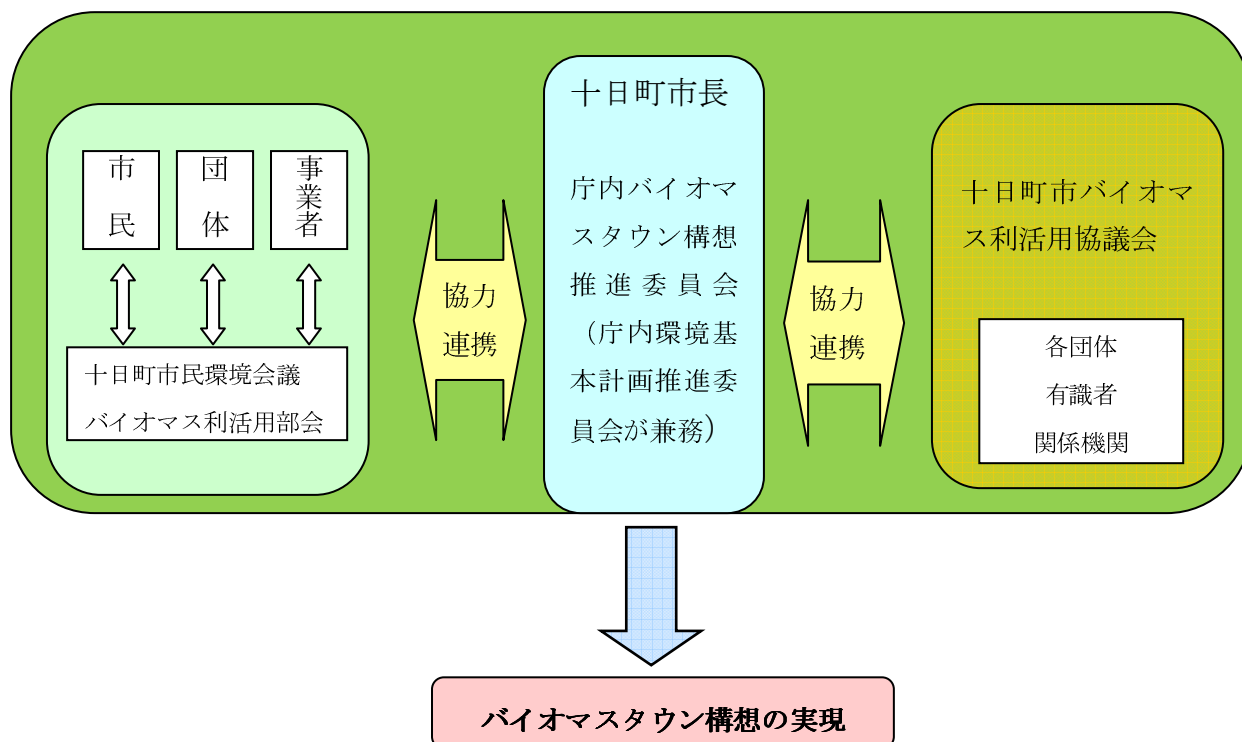 市民
団体
事業者
十日町市民環境会議
バイオマス利活用部会
協力
連携
十日町市長
庁内バイオマ
スタウン構想
推進委員会
（庁内環境基
本計画推進委
員会が兼務）
協力
連携
十日町市バイオマ
ス利活用協議会
各団体
有識者
関係機関
バイオマスタウン構想の実現